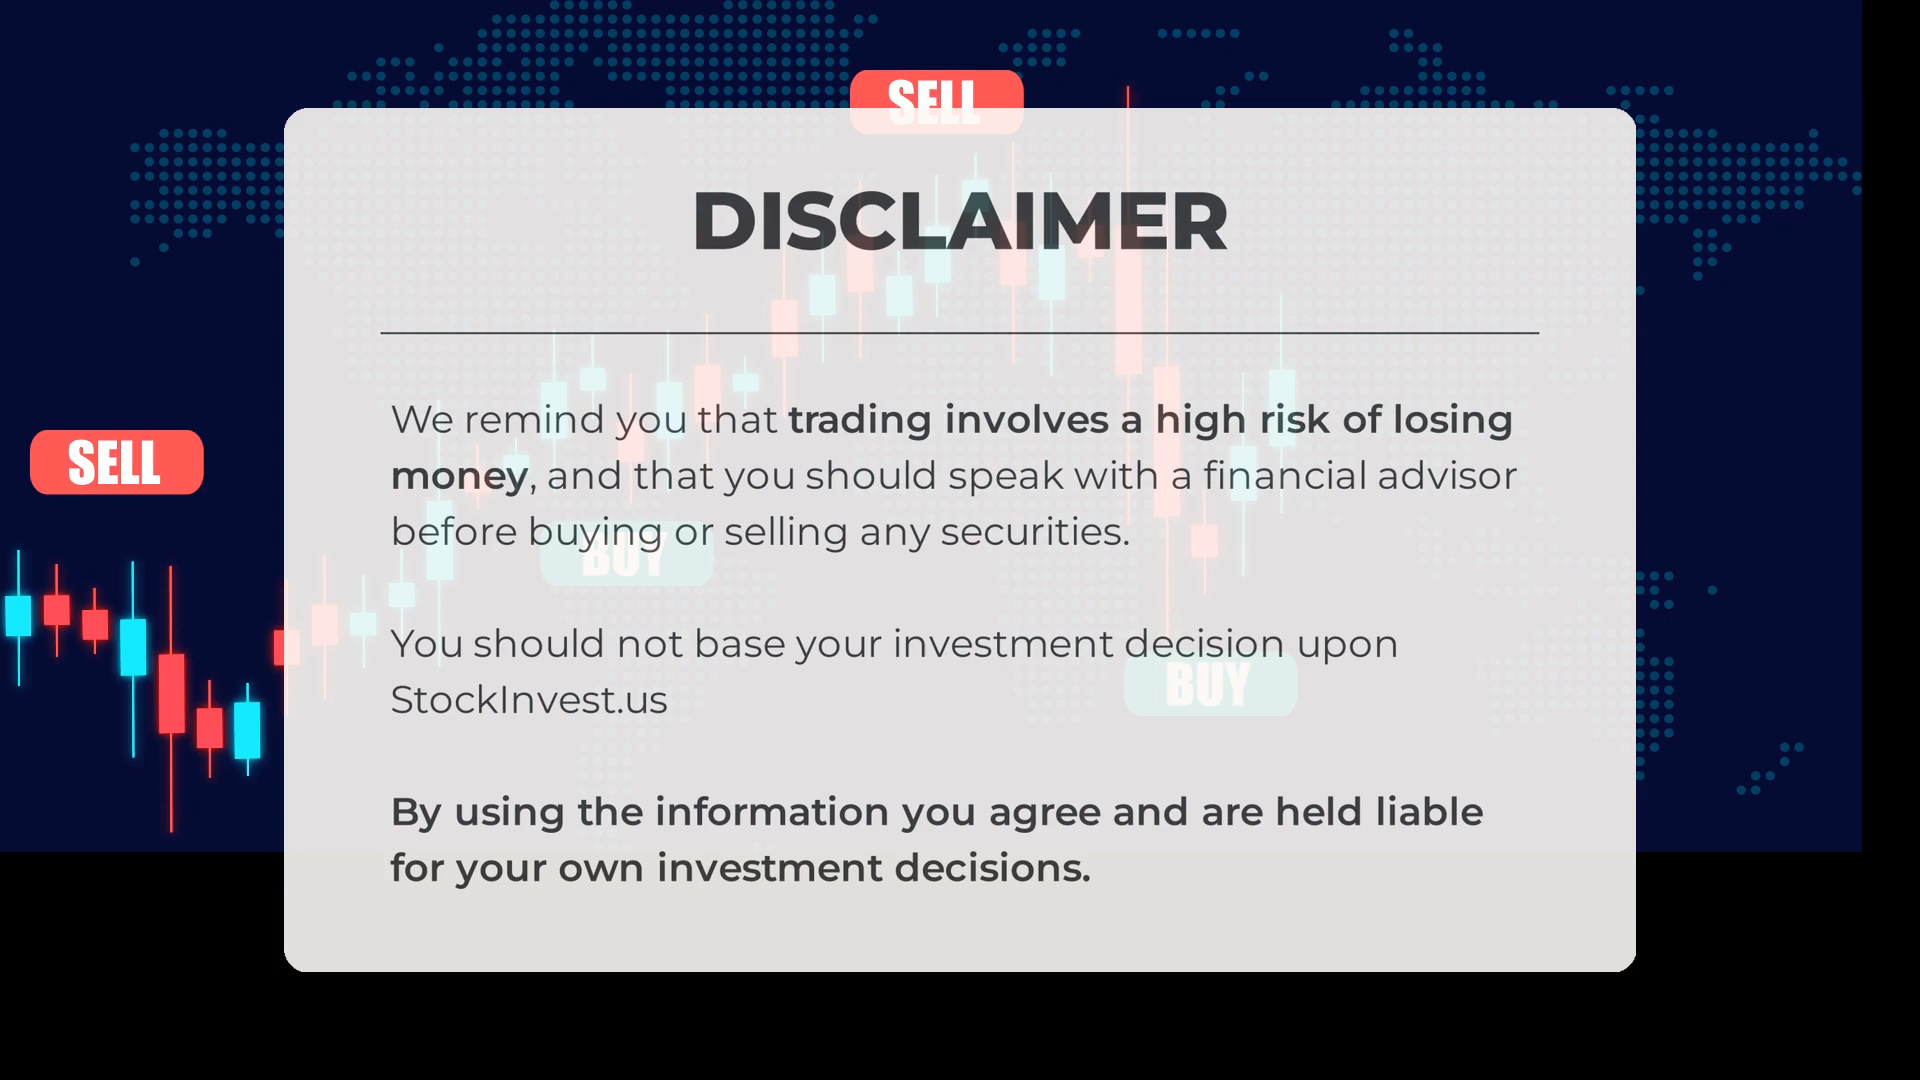 SELL
DISCLAIMER
We remind you that trading involves a high risk of losing
money, and that you should speak with a financial advisor
before buying or selling any securities.
SELL
BUY
You should not base your investment decision upon
StockInvest.us
BUY
By using the information you agree and are held liable
for your own investment decisions.